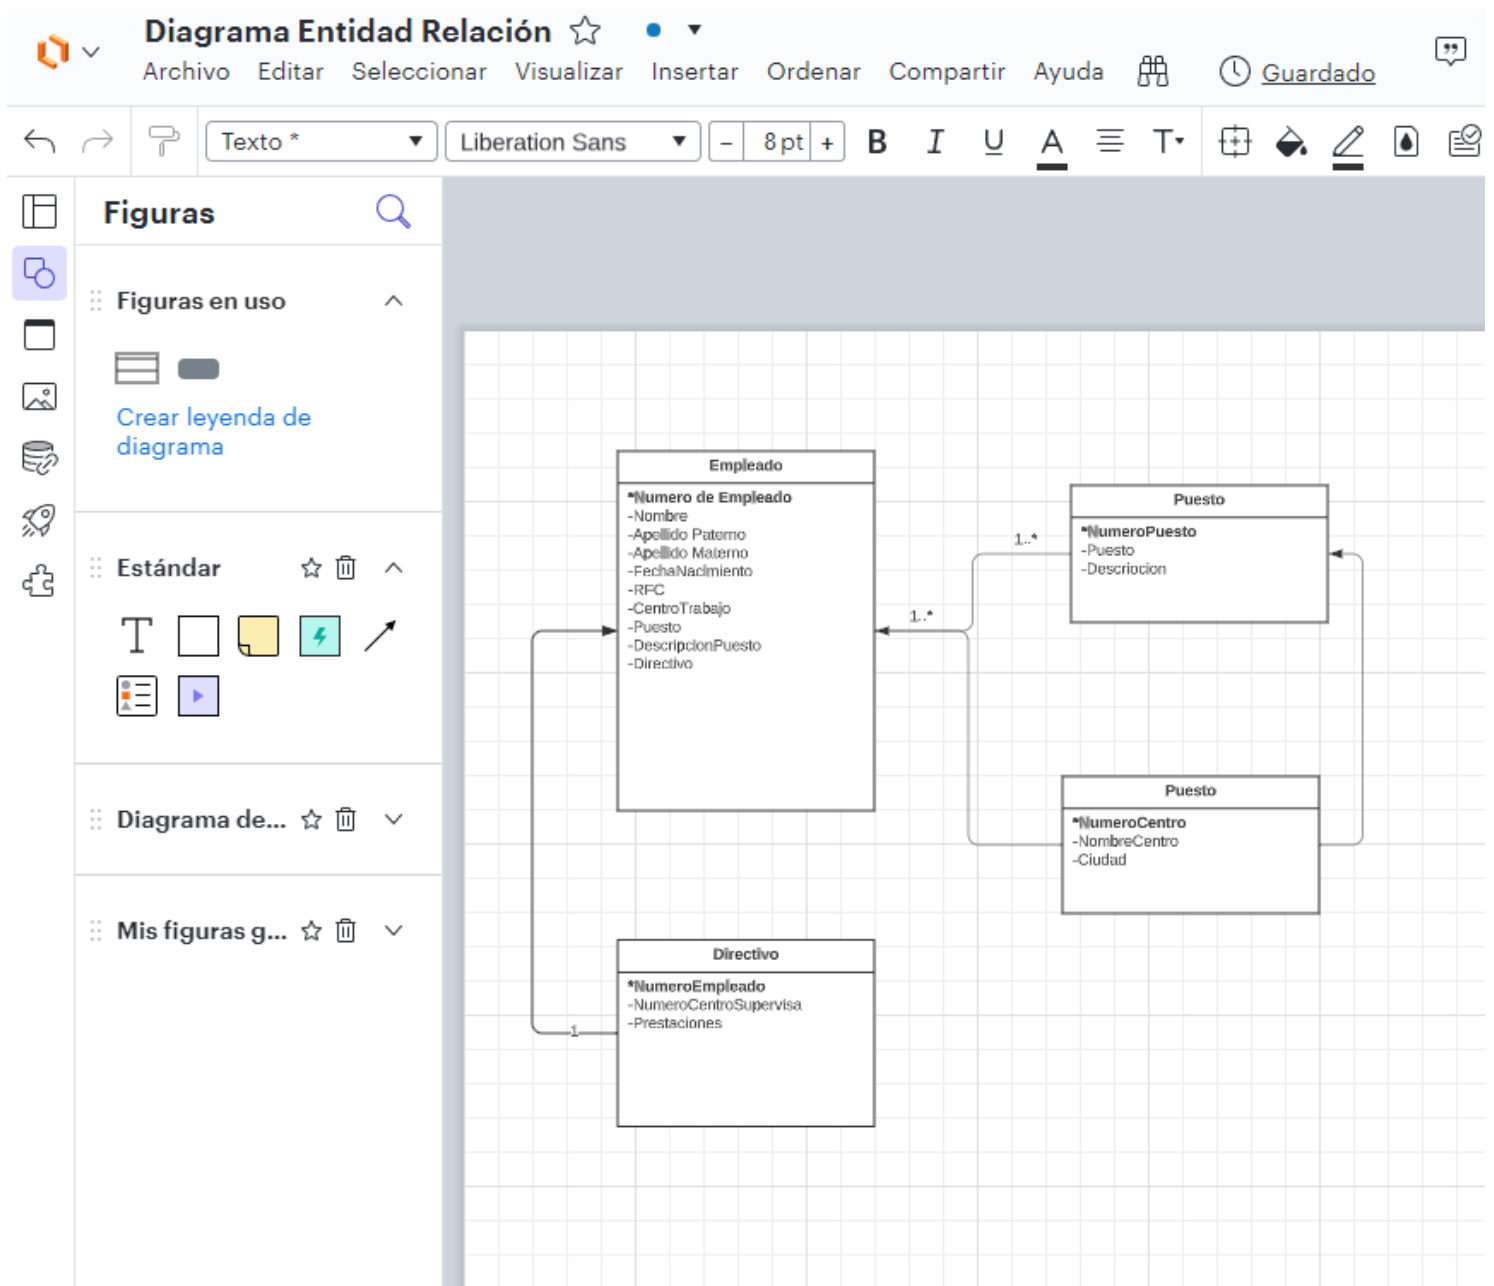 Diagrama Entidad Relación
Archivo Editar Seleccionar Visualizar Insertar Ordenar Compartir Ayuda Guardado
Texto * Liberation Sans - 8 pt + B I U A T
Figuras
Figuras en uso
Crear leyenda de
diagrama
Estándar
T
Diagrama de...
Mis figuras g...
Empleado
*Numero de Empleado
-Nombre
-Apellido Paterno
-Apellido Materno
-FechaNacimiento
-RFC
-CentroTrabajo
-Puesto
-DescripcionPuesto
-Directivo
1..*
1..*
Puesto
*NumeroPuesto
-Puesto
-Descriocion
Puesto
*NumeroCentro
-NombreCentro
-Ciudad
Directivo
*NumeroEmpleado
-NumeroCentroSupervisa
-Prestaciones
1